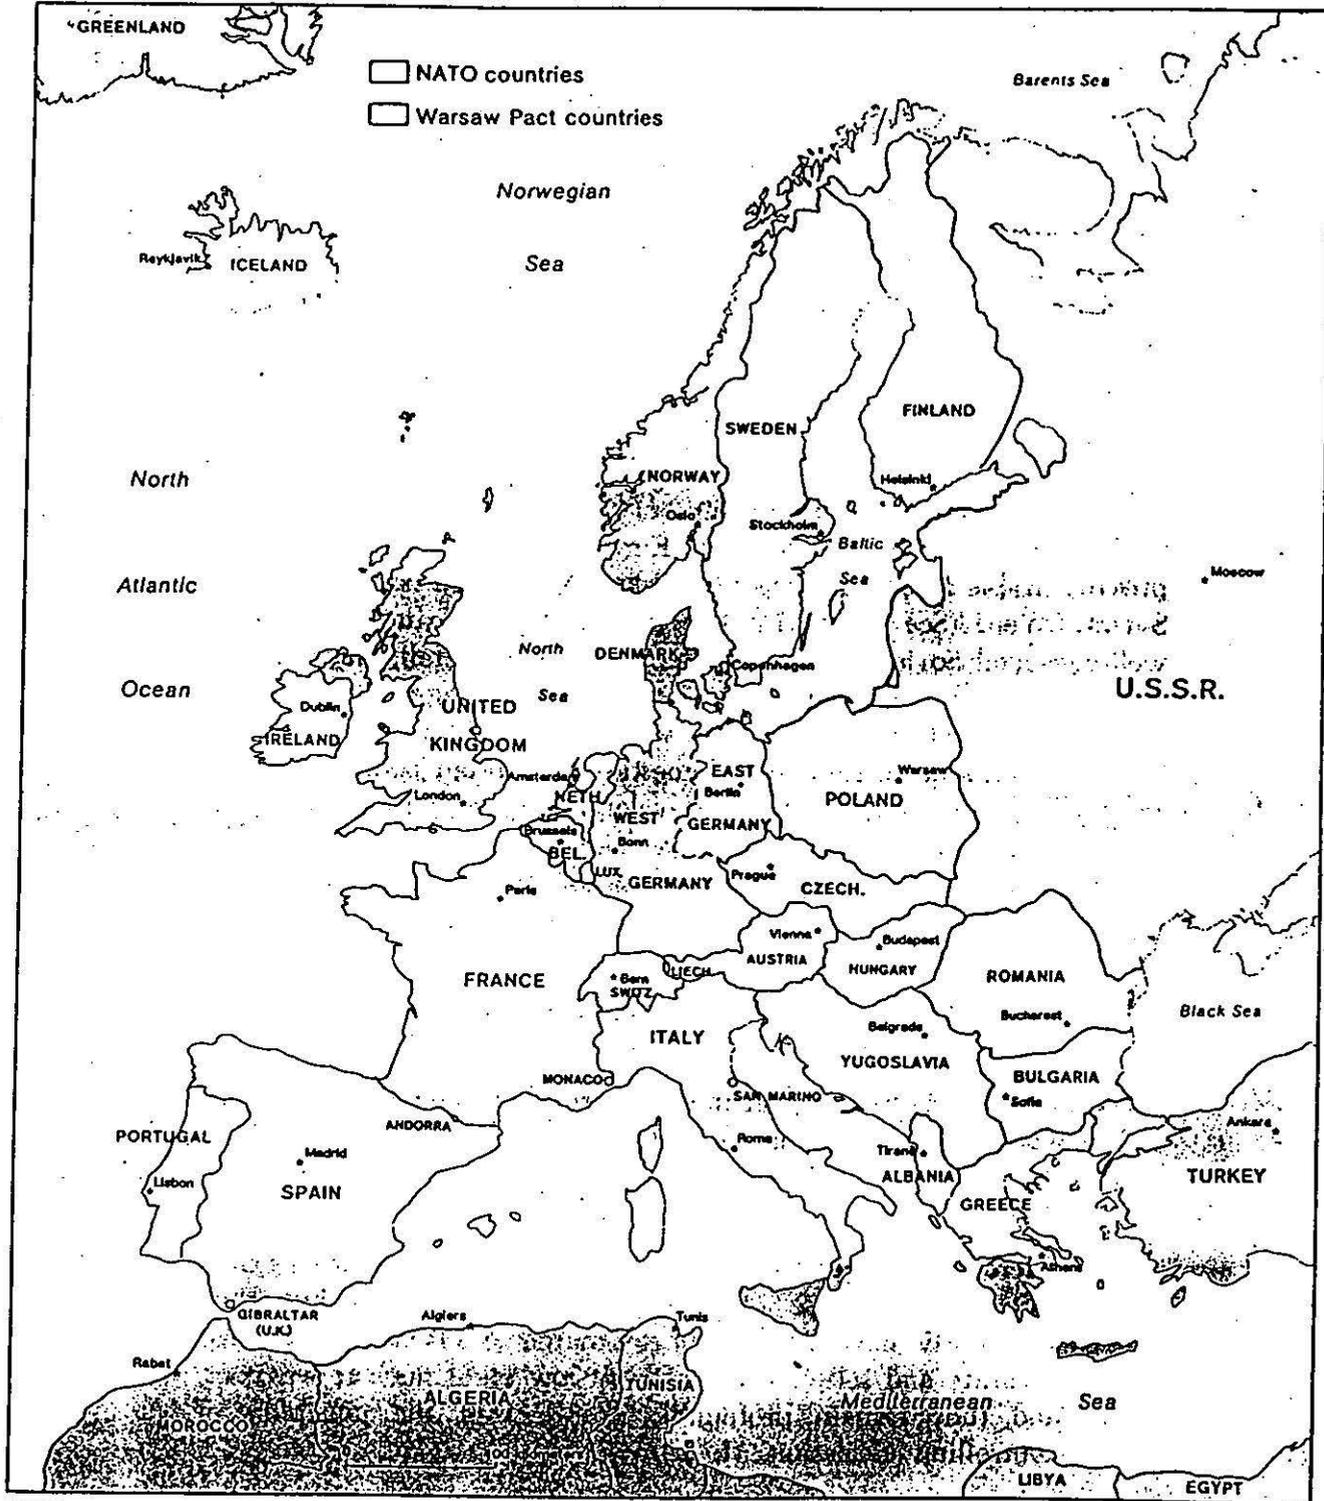 GREENLAND
NATO countries
Warsaw Pact countries
Barents Sea
Norwegian
Sea
Reykjavik
ICELAND
FINLAND
SWEDEN
NORWAY
Helsinki
North
Oslo
Stockholm
Baltic
Sea
Moscow
Atlantic
North
DENMARK
Copenhagen
Ocean
Sea
U.S.S.R.
Dublin
UNITED
IRELAND
KINGDOM
Amsterdam
EAST
Warsaw
London
NETH.
Berlin
POLAND
WEST
GERMANY
Brussels
Bonn
BEL.
LUX.
Prague
GERMANY
CZECH.
Paris
Vienna
Budapest
AUSTRIA
HUNGARY
FRANCE
LIECH.
Bern
SWITZ.
ROMANIA
Black Sea
Bucharest
ITALY
Belgrade
YUGOSLAVIA
MONACO
BULGARIA
SAN MARINO
Sofia
ANDORRA
PORTUGAL
Ankara
Madrid
Rome
Tirane
Lisbon
SPAIN
ALBANIA
TURKEY
GREECE
Athens
GIBRALTAR
(U.K.)
Algiers
Tunis
Rabat
ALGERIA
TUNISIA
Mediterranean
Sea
MOROCCO
LIBYA
EGYPT